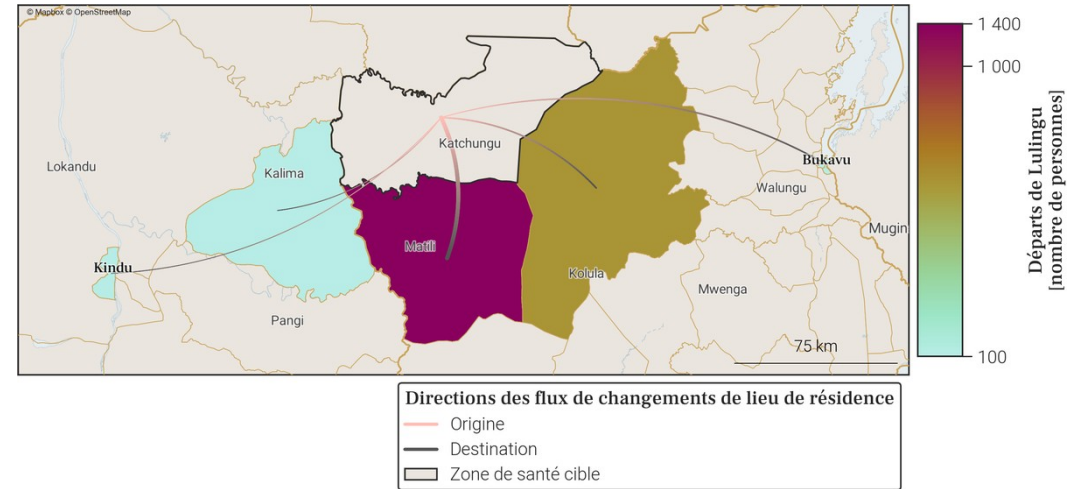 © Mapbox © OpenStreetMap
Lokandu
Kalima
Katchungu
Bukavu
Walungu
Mugin
Matili
Kindu
Kolula
Mwenga
Pangi
75 km
1 400
1 000
100
Départs de Lulingu
[nombre de personnes]
Directions des flux de changements de lieu de résidence
Origine
Destination
Zone de santé cible